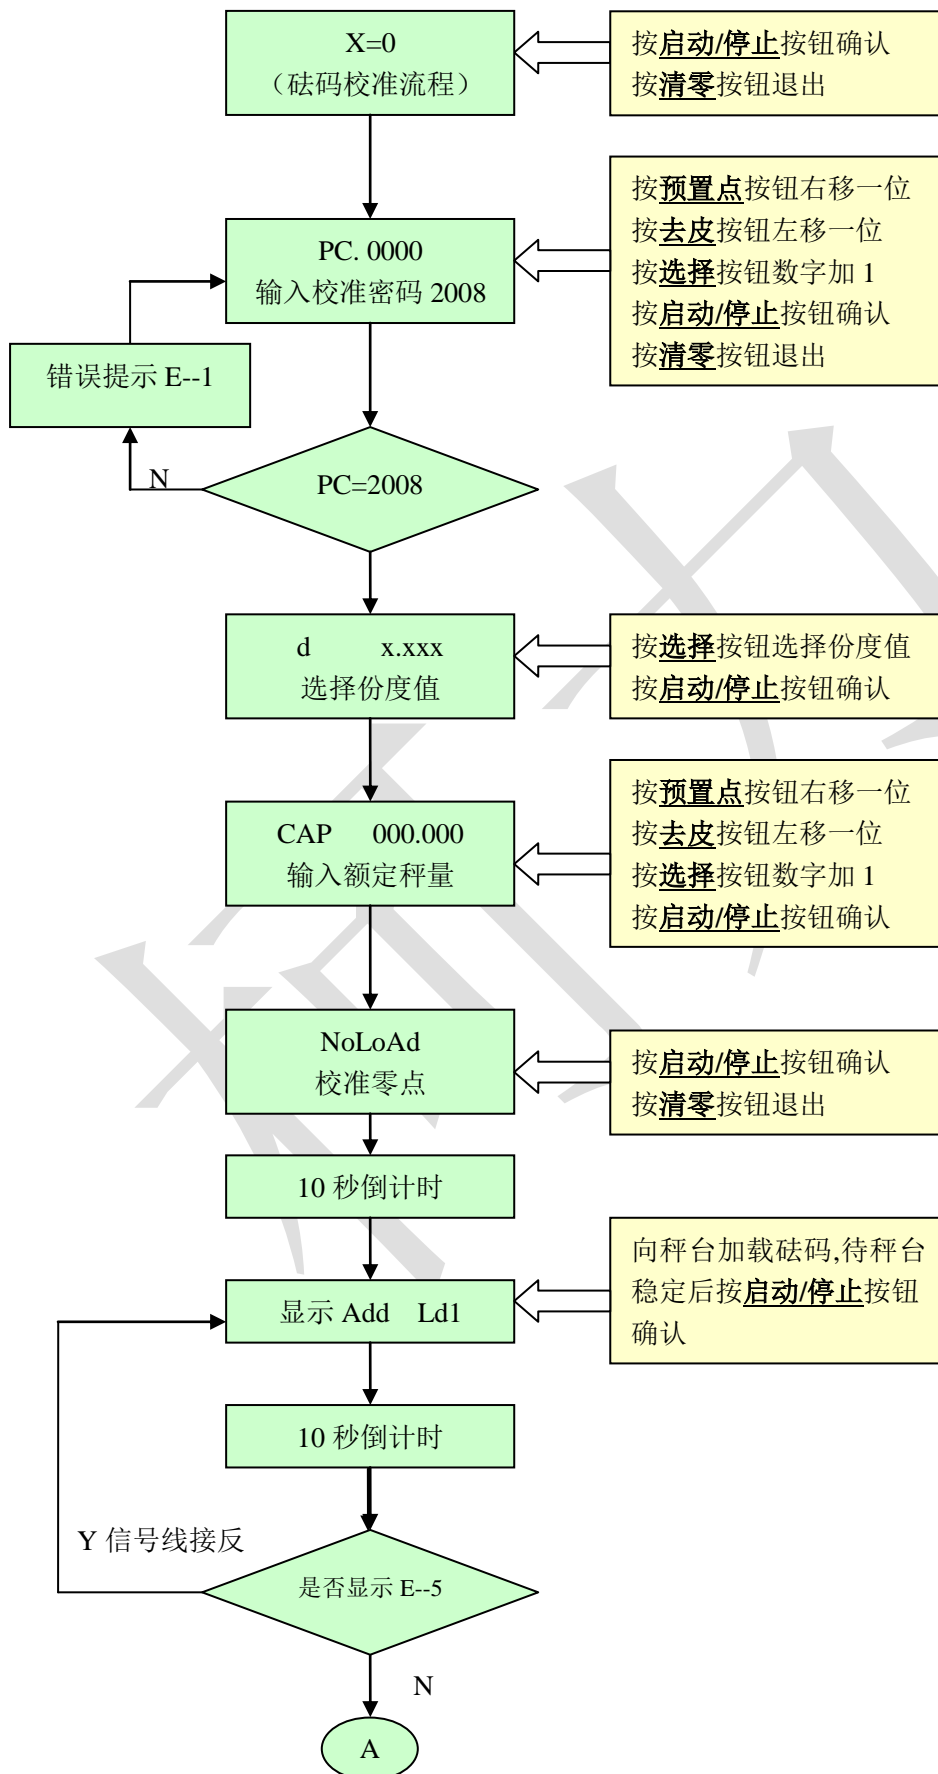 X=0
（砝码校准流程）
按启动/停止按钮确认
按清零按钮退出
PC. 0000
输入校准密码 2008
按预置点按钮右移一位
按去皮按钮左移一位
按选择按钮数字加 1
按启动/停止按钮确认
按清零按钮退出
错误提示 E--1
N
PC=2008
d x.xxx
选择份度值
按选择按钮选择份度值
按启动/停止按钮确认
CAP 000.000
输入额定秤量
按预置点按钮右移一位
按去皮按钮左移一位
按选择按钮数字加 1
按启动/停止按钮确认
NoLoAd
校准零点
按启动/停止按钮确认
按清零按钮退出
10 秒倒计时
显示 Add Ld1
向秤台加载砝码,待秤台
稳定后按启动/停止按钮
确认
10 秒倒计时
Y 信号线接反
是否显示 E--5
N
A